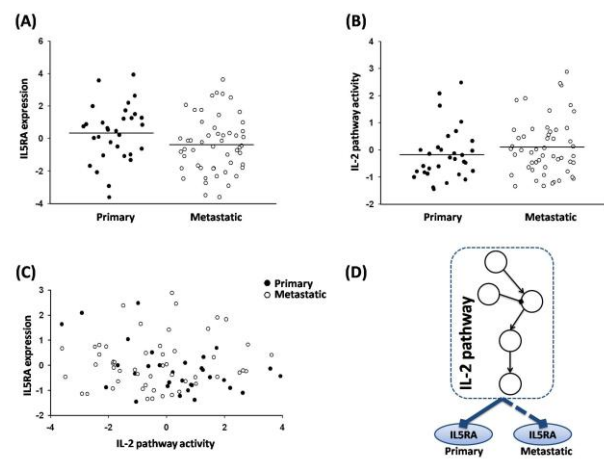 (A)
IL5RA expression
6
4
2
0
-2
-4
Primary Metastatic
(B)
IL-2 pathway activity
4
3
2
1
0
-1
-2
Primary Metastatic
(C)
Primary
Metastatic
IL5RA expression
3
2
1
0
-1
-2
-4 -2 0 2 4
IL-2 pathway activity
(D)
IL-2 pathway
IL5RA IL5RA
Primary Metastatic